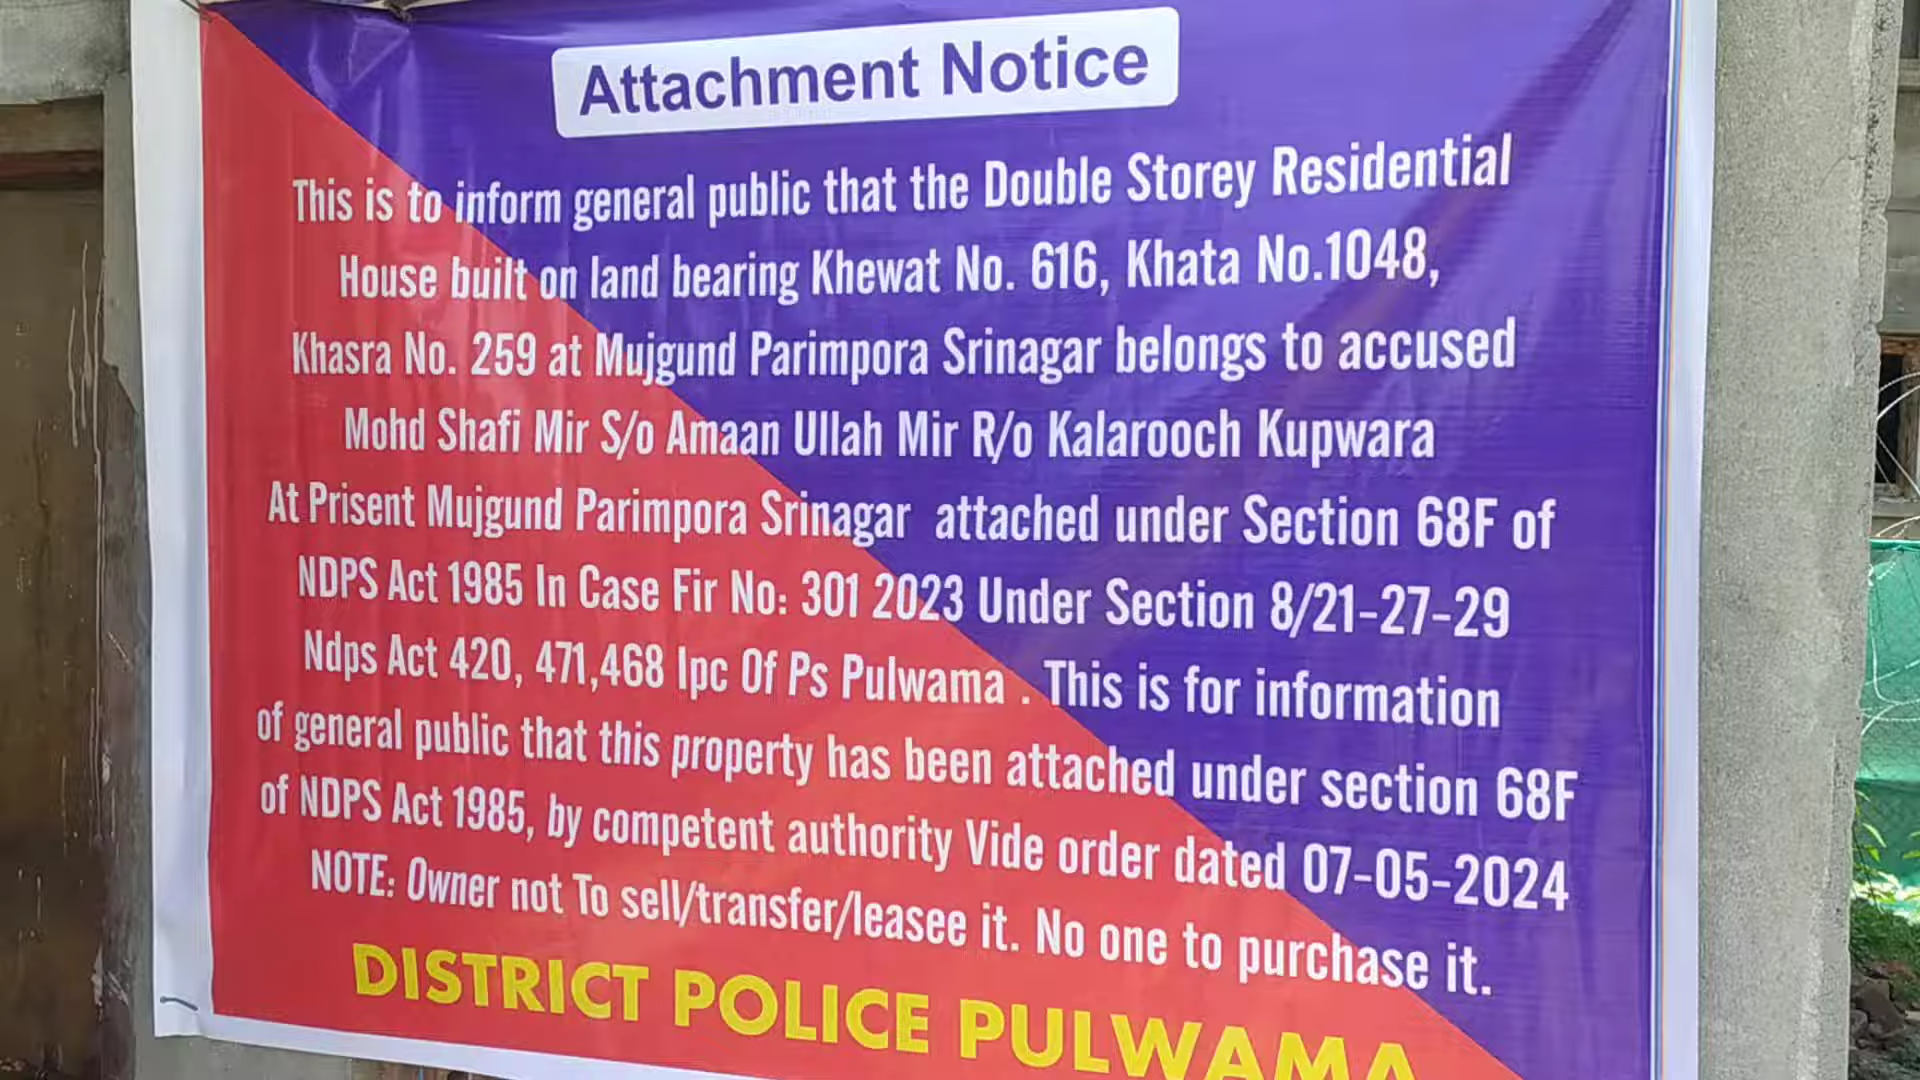 Attachment Notice
This is to inform general public that the Double Storey Residential
House built on land bearing Khewat No. 616, Khata No.1048,
Khasra No. 259 at Mujgund Parimpora Srinagar belongs to accused
Mohd Shafi Mir S/o Amaan Ullah Mir R/o Kalarooch Kupwara
At Prisent Mujgund Parimpora Srinagar attached under Section 68F of
NDPS Act 1985 In Case Fir No: 301 2023 Under Section 8/21-27-29
Ndps Act 420, 471,468 Ipc Of Ps Pulwama . This is for information
of general public that this property has been attached under section 68F
of NDPS Act 1985, by competent authority Vide order dated 07-05-2024
NOTE: Owner not To sell/transfer/leasee it. No one to purchase it.
DISTRICT POLICE PULWAMA